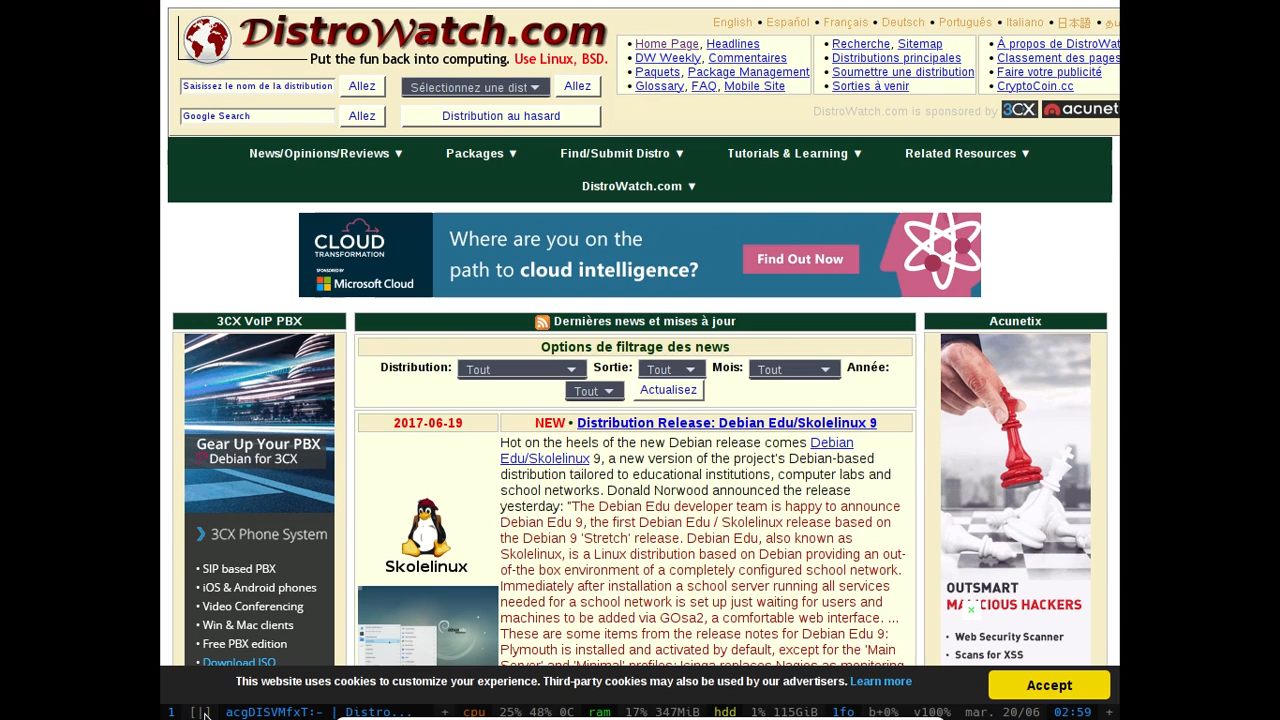 DistroWatch.com
Put the fun back into computing. Use Linux, BSD.
English • Español • Français • Deutsch • Português • Italiano • 日本語 •
Saisissez le nom de la distribution Allez Sélectionnez une dist Allez
Google Search Allez Distribution au hasard
• Home Page, Headlines
• DW Weekly, Commentaires
• Paquets, Package Management
• Glossary, FAQ, Mobile Site
• Recherche, Sitemap
• Distributions principales
• Soumettre une distribution
• Sorties à venir
• À propos de DistroWat
• Classement des pages
• Faire votre publicité
• CryptoCoin.cc
DistroWatch.com is sponsored by 3CX acunet
News/Opinions/Reviews ▼ Packages ▼ Find/Submit Distro ▼ Tutorials & Learning ▼ Related Resources ▼
DistroWatch.com ▼
CLOUD
TRANSFORMATION
SPONSORED BY
Microsoft Cloud
Where are you on the
path to cloud intelligence?
Find Out Now
3CX VoIP PBX
Gear Up Your PBX
Debian for 3CX
3CX Phone System
• SIP based PBX
• iOS & Android phones
• Video Conferencing
• Win & Mac clients
• Free PBX edition
• Download ISO
Dernières news et mises à jour
Options de filtrage des news
Distribution: Tout Sortie: Tout Mois: Tout Année:
Tout Actualisez
2017-06-19
NEW • Distribution Release: Debian Edu/Skolelinux 9
Skolelinux
debian
Hot on the heels of the new Debian release comes Debian
Edu/Skolelinux 9, a new version of the project's Debian-based
distribution tailored to educational institutions, computer labs and
school networks. Donald Norwood announced the release
yesterday: "The Debian Edu developer team is happy to announce
Debian Edu 9, the first Debian Edu / Skolelinux release based on
the Debian 9 'Stretch' release. Debian Edu, also known as
Skolelinux, is a Linux distribution based on Debian providing an out-
of-the box environment of a completely configured school network.
Immediately after installation a school server running all services
needed for a school network is set up just waiting for users and
machines to be added via GOsa2, a comfortable web interface. ...
These are some items from the release notes for Debian Edu 9:
Plymouth is installed and activated by default, except for the 'Main
Server' and 'Minimal' profiles; Icinga replaces Nagios as monitoring
Acunetix
OUTSMART
MALICIOUS HACKERS
• Web Security Scanner
• Scans for XSS
This website uses cookies to customize your experience. Third-party cookies may also be used by our advertisers. Learn more
Accept
1 [|] acgDISVMfxT:- | Distro... + cpu 25% 48% 0C ram 17% 347MiB hdd 1% 115GiB 1fo b+0% v100% mar. 20/06 02:59 +